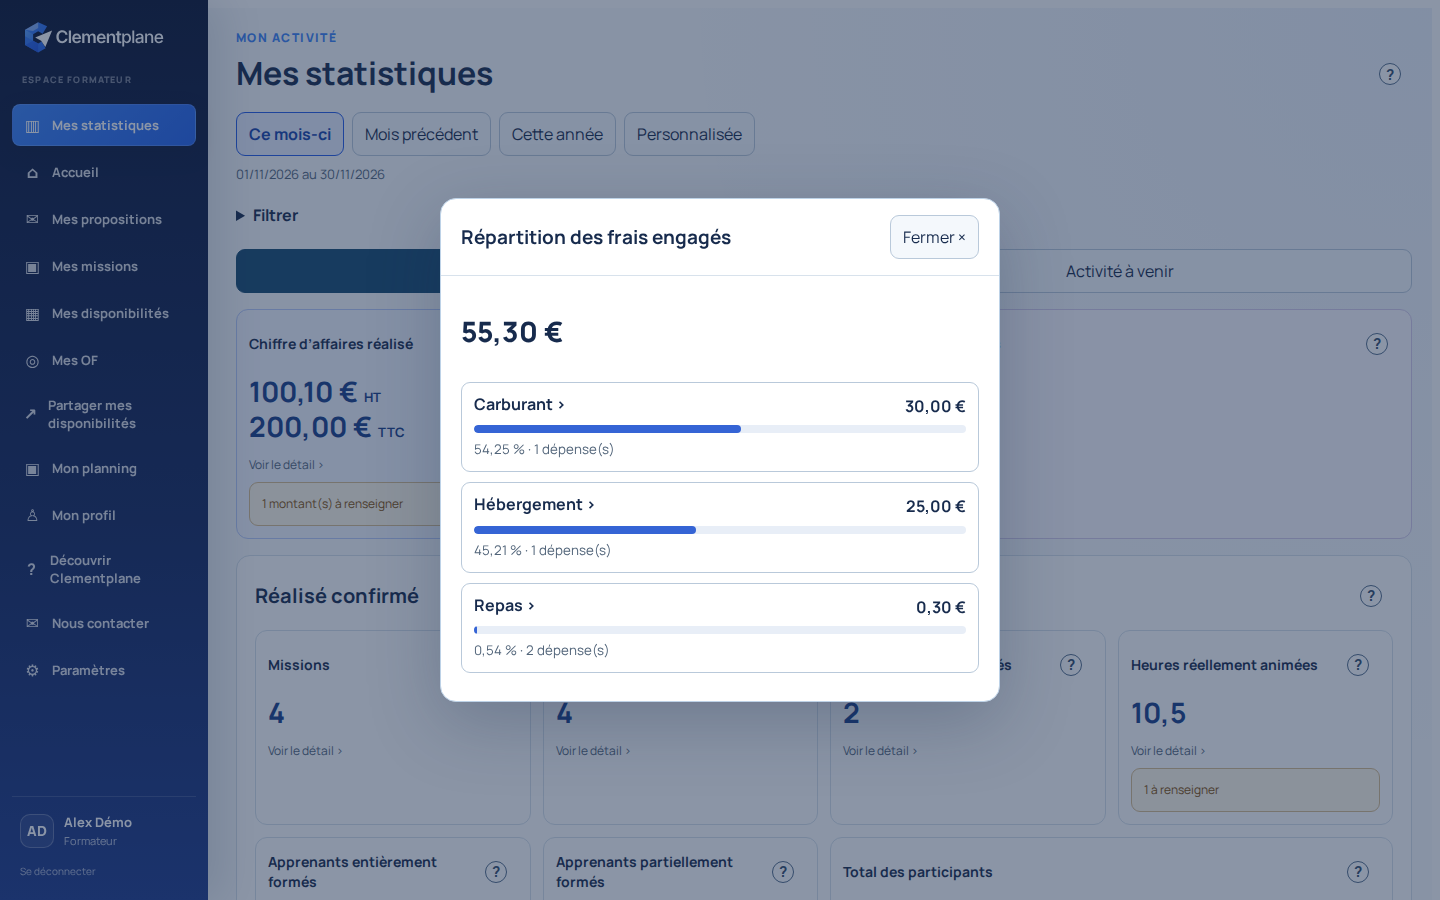 Clementplane
ESPACE FORMATEUR
Mes statistiques
Accueil
Mes propositions
Mes missions
Mes disponibilités
Mes OF
Partager mes
disponibilités
Mon planning
Mon profil
Découvrir
Clementplane
Nous contacter
Paramètres
AD
Alex Démo
Formateur
Se déconnecter
MON ACTIVITÉ
Mes statistiques
?
Ce mois-ci
Mois précédent
Cette année
Personnalisée
01/11/2026 au 30/11/2026
Filtrer
Activité à venir
Chiffre d’affaires réalisé
?
100,10 € HT
200,00 € TTC
Voir le détail ›
1 montant(s) à renseigner
Répartition des frais engagés
Fermer ×
55,30 €
Carburant ›
30,00 €
54,25 % · 1 dépense(s)
Hébergement ›
25,00 €
45,21 % · 1 dépense(s)
Repas ›
0,30 €
0,54 % · 2 dépense(s)
Réalisé confirmé
?
Missions
4
Voir le détail ›
4
Voir le détail ›
?
2
Voir le détail ›
Heures réellement animées
?
10,5
Voir le détail ›
1 à renseigner
Apprenants entièrement
formés
?
Apprenants partiellement
formés
?
Total des participants
?